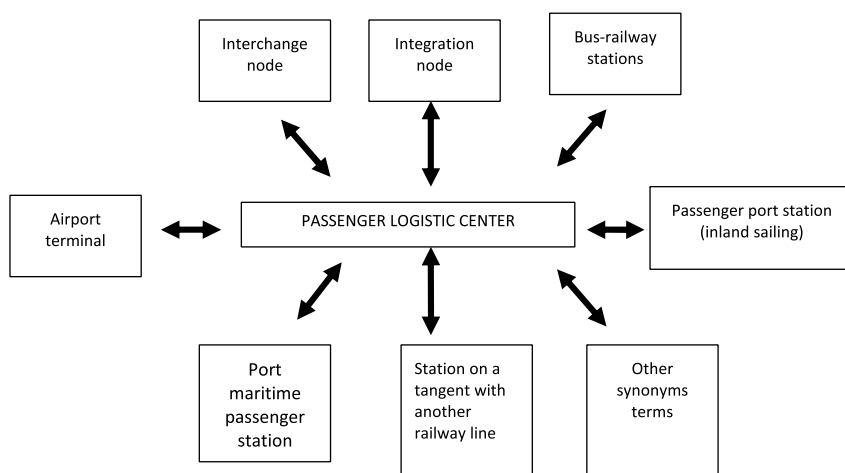 Interchange
node
Integration
node
Bus-railway
stations
Airport
terminal
PASSENGER LOGISTIC CENTER
Passenger port station
(inland sailing)
Port
maritime
passenger
station
Station on a
tangent with
another
railway line
Other
synonyms
terms